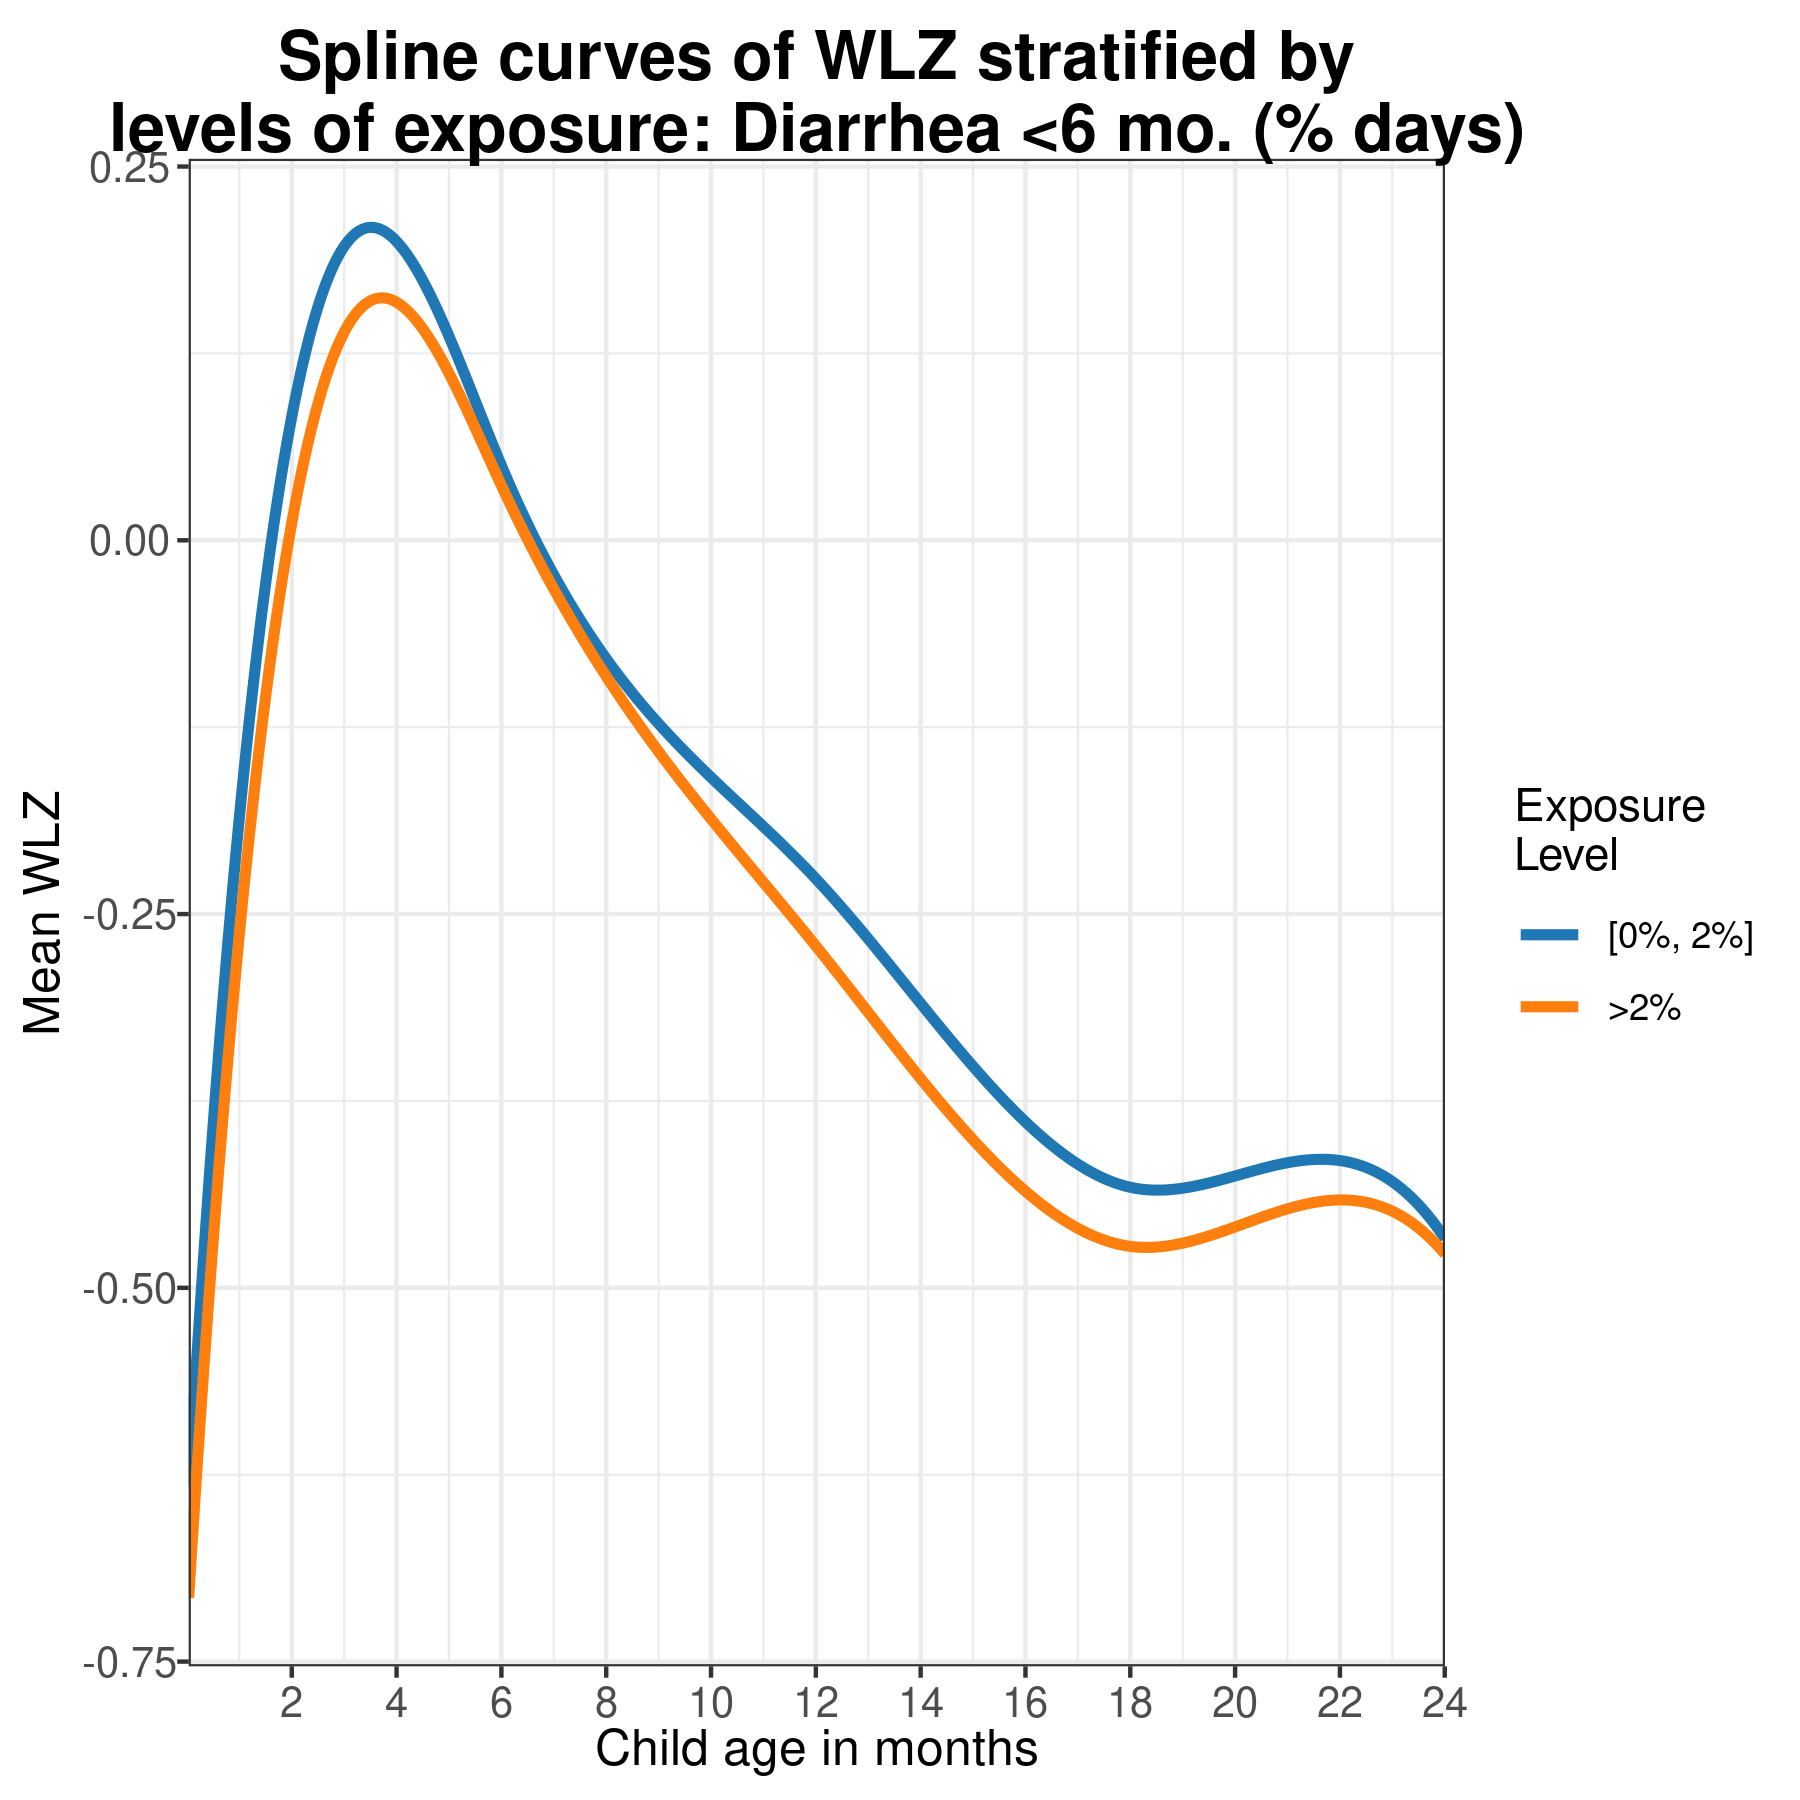 Spline curves of WLZ stratified by
levels of exposure: Diarrhea <6 mo. (% days)
0.25
0.00
-0.25
-0.50
-0.75
Mean WLZ
2 4 6 8 10 12 14 16 18 20 22 24
Child age in months
Exposure
Level
[0%, 2%]
>2%